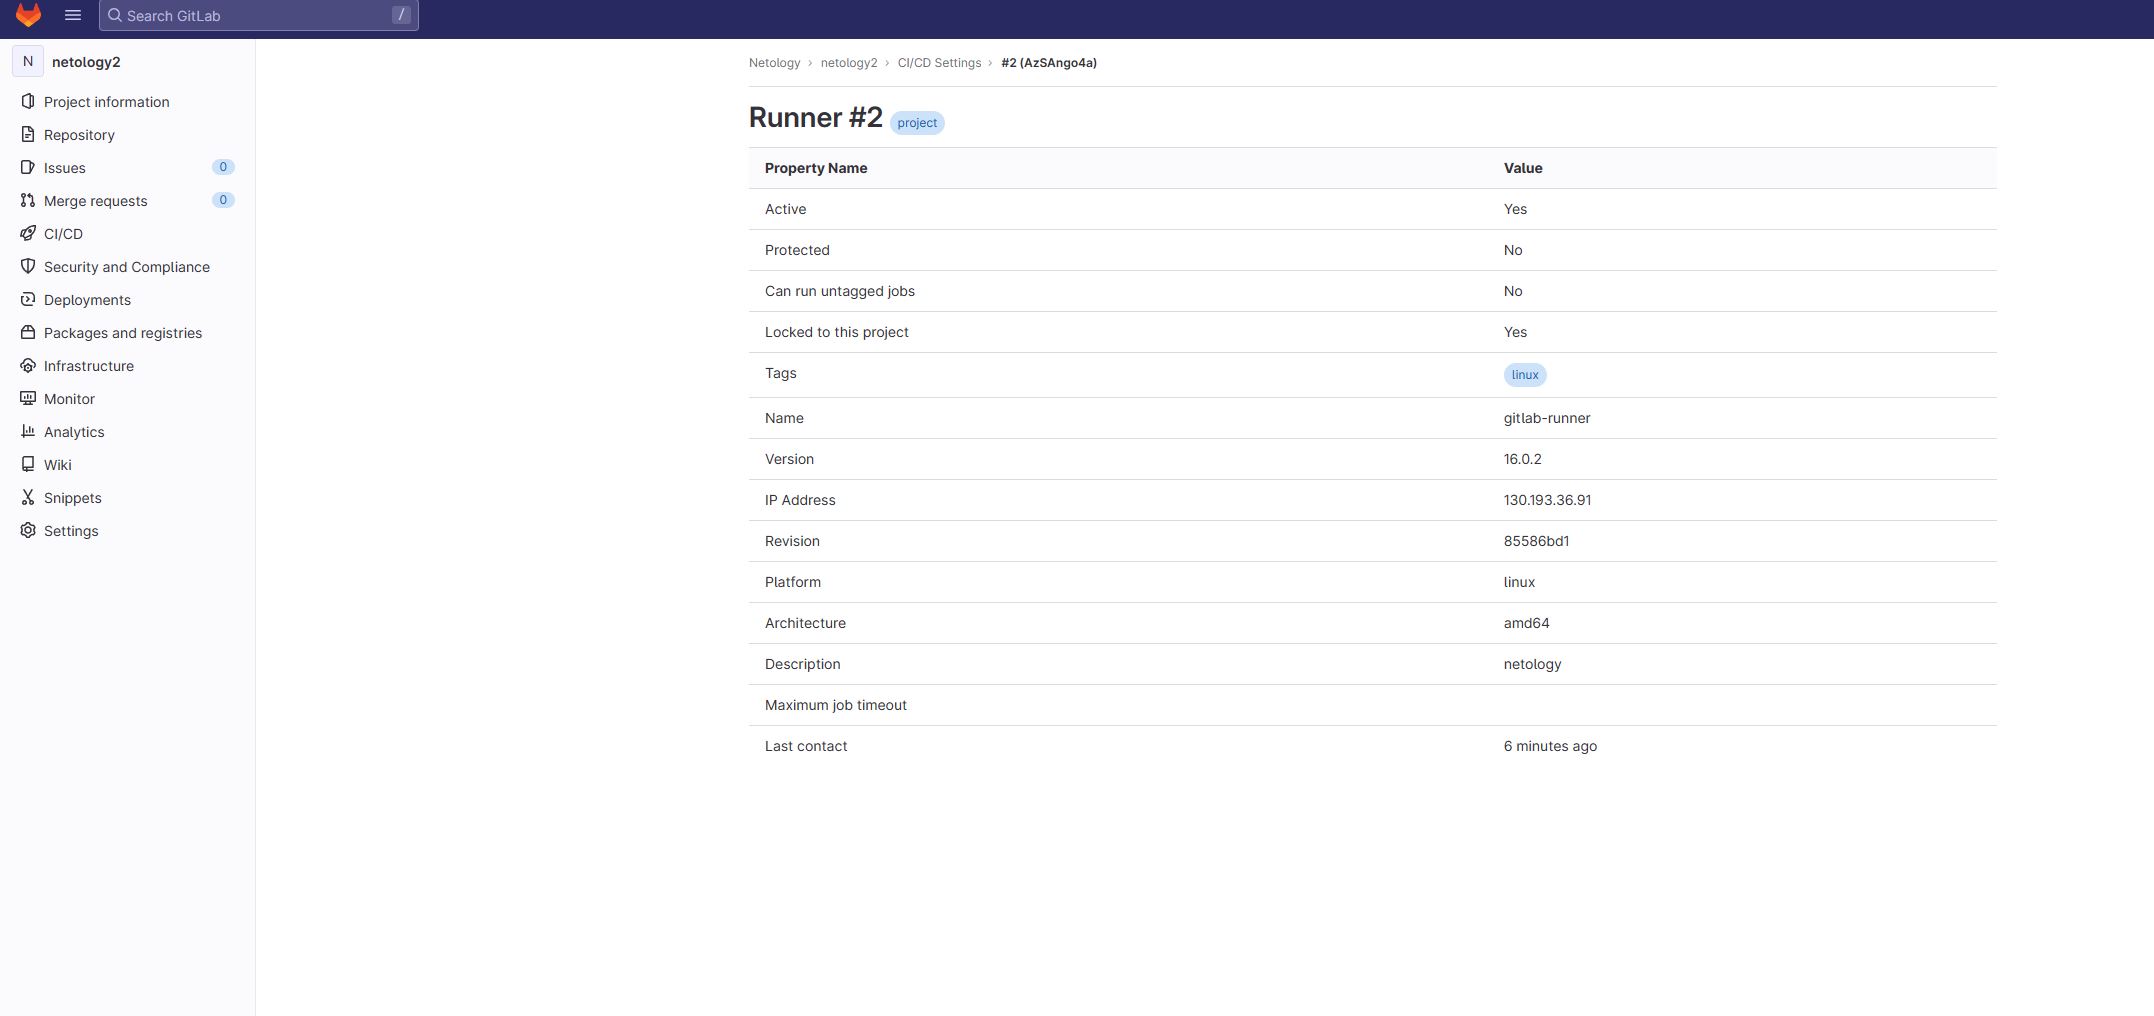 Search GitLab /
N netology2
Project information
Repository
Issues 0
Merge requests 0
CI/CD
Security and Compliance
Deployments
Packages and registries
Infrastructure
Monitor
Analytics
Wiki
Snippets
Settings
Netology › netology2 › CI/CD Settings › #2 (AzSAngo4a)
Runner #2 project
Property Name Value
Active Yes
Protected No
Can run untagged jobs No
Locked to this project Yes
Tags linux
Name gitlab-runner
Version 16.0.2
IP Address 130.193.36.91
Revision 85586bd1
Platform linux
Architecture amd64
Description netology
Maximum job timeout
Last contact 6 minutes ago